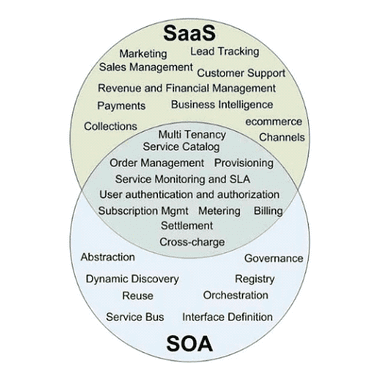 SaaS
Marketing Lead Tracking
Sales Management Customer Support
Revenue and Financial Management
Payments Business Intelligence
Collections ecommerce
Channels
Multi Tenancy
Service Catalog
Order Management Provisioning
Service Monitoring and SLA
User authentication and authorization
Subscription Mgmt Metering Billing
Settlement
Cross-charge
Abstraction Governance
Dynamic Discovery Registry
Reuse Orchestration
Service Bus Interface Definition
SOA